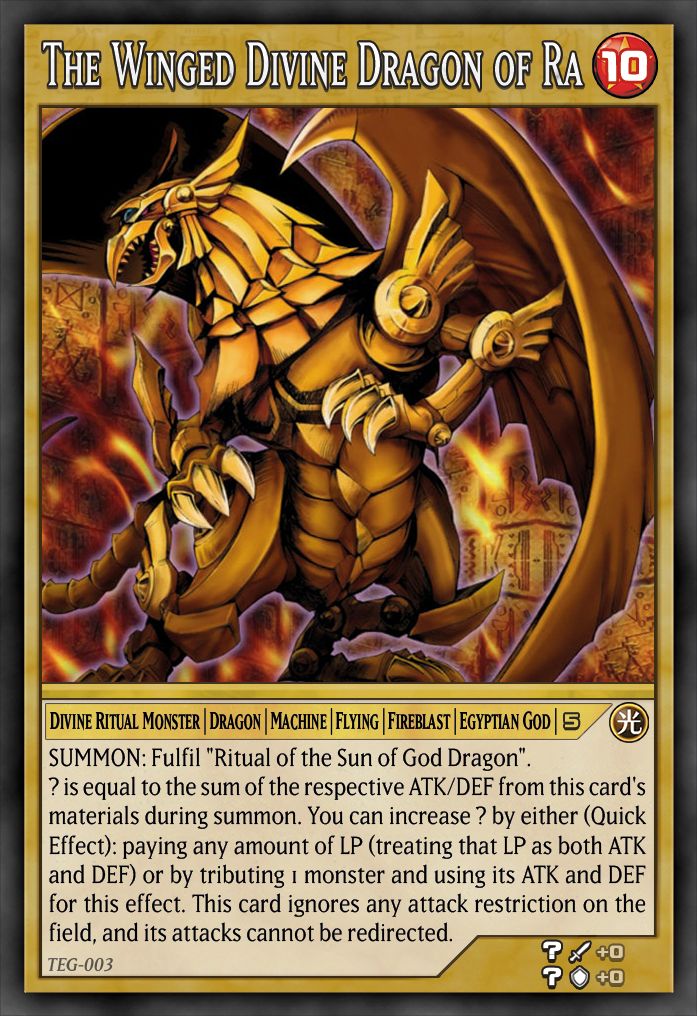 The Winged Divine Dragon of Ra 10
Divine Ritual Monster | Dragon | Machine | Flying | Fireblast | Egyptian God | 5 光
SUMMON: Fulfil "Ritual of the Sun of God Dragon".
? is equal to the sum of the respective ATK/DEF from this card's
materials during summon. You can increase ? by either (Quick
Effect): paying any amount of LP (treating that LP as both ATK
and DEF) or by tributing 1 monster and using its ATK and DEF
for this effect. This card ignores any attack restriction on the
field, and its attacks cannot be redirected.
? +0
TEG-003
? +0